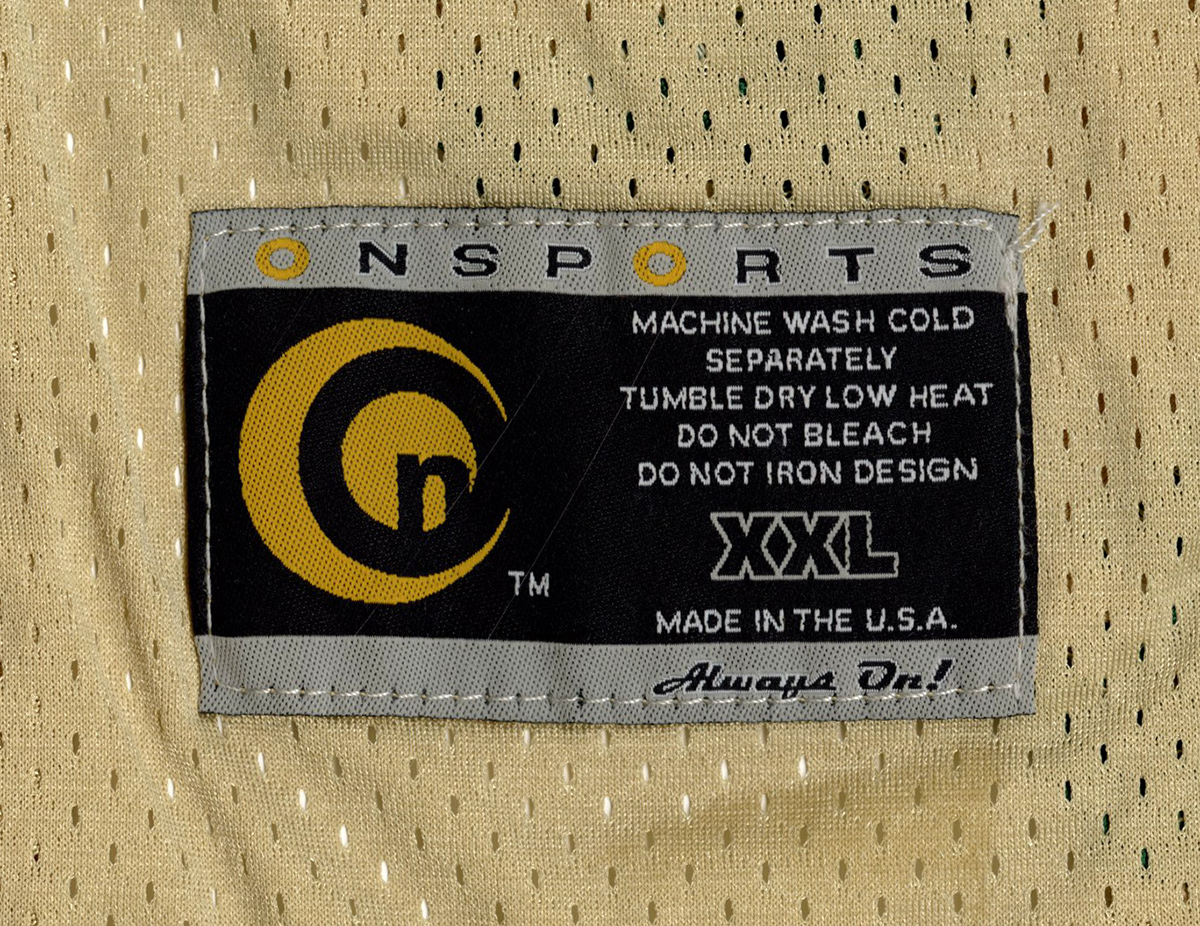 ONSPORTS
On
TM
MACHINE WASH COLD
SEPARATELY
TUMBLE DRY LOW HEAT
DO NOT BLEACH
DO NOT IRON DESIGN
XXL
MADE IN THE U.S.A.
Always On!